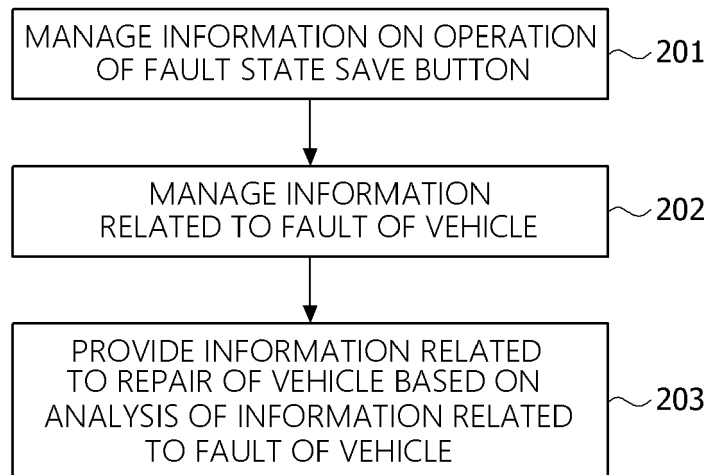 MANAGE INFORMATION ON OPERATION
OF FAULT STATE SAVE BUTTON
201
MANAGE INFORMATION
RELATED TO FAULT OF VEHICLE
202
PROVIDE INFORMATION RELATED
TO REPAIR OF VEHICLE BASED ON
ANALYSIS OF INFORMATION RELATED
TO FAULT OF VEHICLE
203